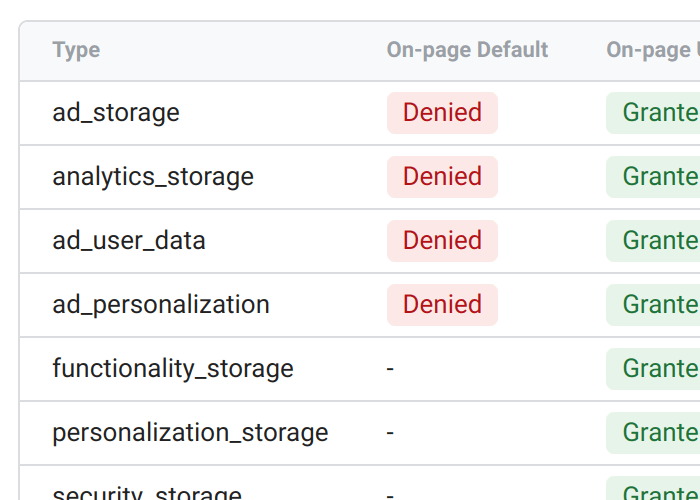 Type On-page Default On-page
ad_storage Denied Grante
analytics_storage Denied Grante
ad_user_data Denied Grante
ad_personalization Denied Grante
functionality_storage - Grante
personalization_storage - Grante
security_storage - Grante